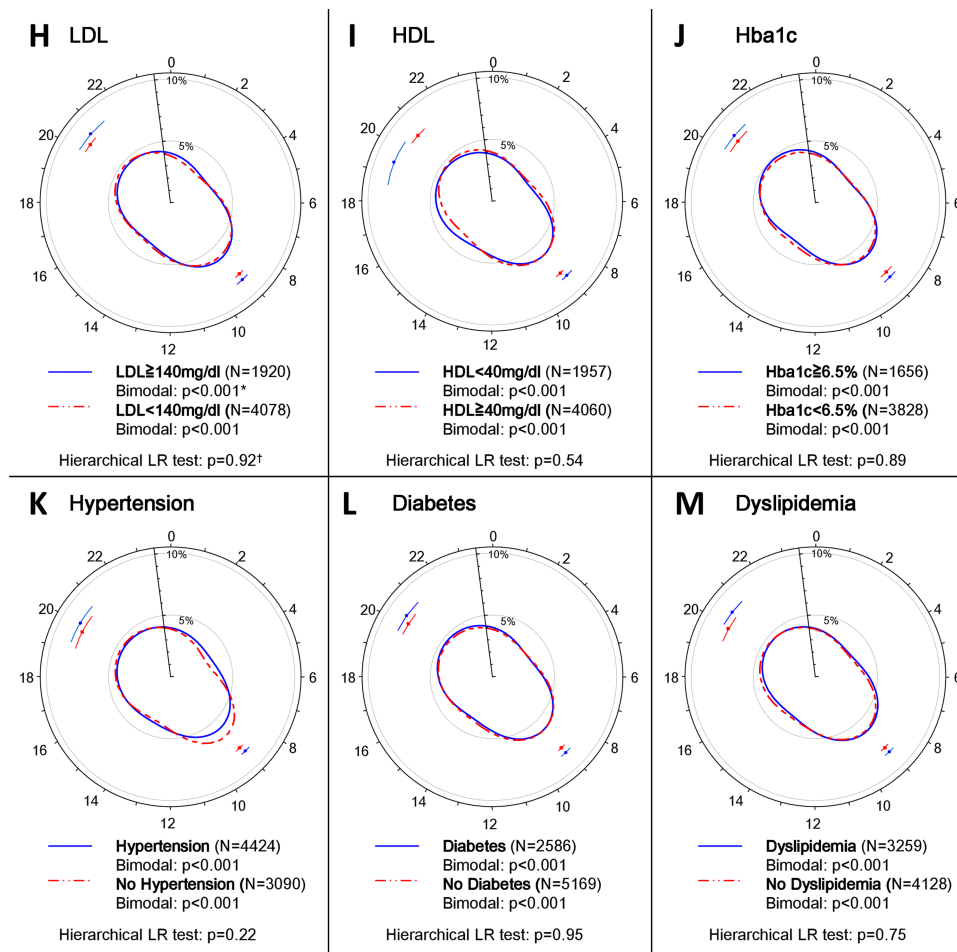 H LDL
0
2
4
6
8
10
12
14
16
18
20
22
10%
5%
LDL≧140mg/dl (N=1920)
Bimodal: p<0.001*
LDL<140mg/dl (N=4078)
Bimodal: p<0.001
Hierarchical LR test: p=0.92†
I HDL
0
2
4
6
8
10
12
14
16
18
20
22
10%
5%
HDL<40mg/dl (N=1957)
Bimodal: p<0.001
HDL≧40mg/dl (N=4060)
Bimodal: p<0.001
Hierarchical LR test: p=0.54
J Hba1c
0
2
4
6
8
10
12
14
16
18
20
22
10%
5%
Hba1c≧6.5% (N=1656)
Bimodal: p<0.001
Hba1c<6.5% (N=3828)
Bimodal: p<0.001
Hierarchical LR test: p=0.89
K Hypertension
0
2
4
6
8
10
12
14
16
18
20
22
10%
5%
Hypertension (N=4424)
Bimodal: p<0.001
No Hypertension (N=3090)
Bimodal: p<0.001
Hierarchical LR test: p=0.22
L Diabetes
0
2
4
6
8
10
12
14
16
18
20
22
10%
5%
Diabetes (N=2586)
Bimodal: p<0.001
No Diabetes (N=5169)
Bimodal: p<0.001
Hierarchical LR test: p=0.95
M Dyslipidemia
0
2
4
6
8
10
12
14
16
18
20
22
10%
5%
Dyslipidemia (N=3259)
Bimodal: p<0.001
No Dyslipidemia (N=4128)
Bimodal: p<0.001
Hierarchical LR test: p=0.75